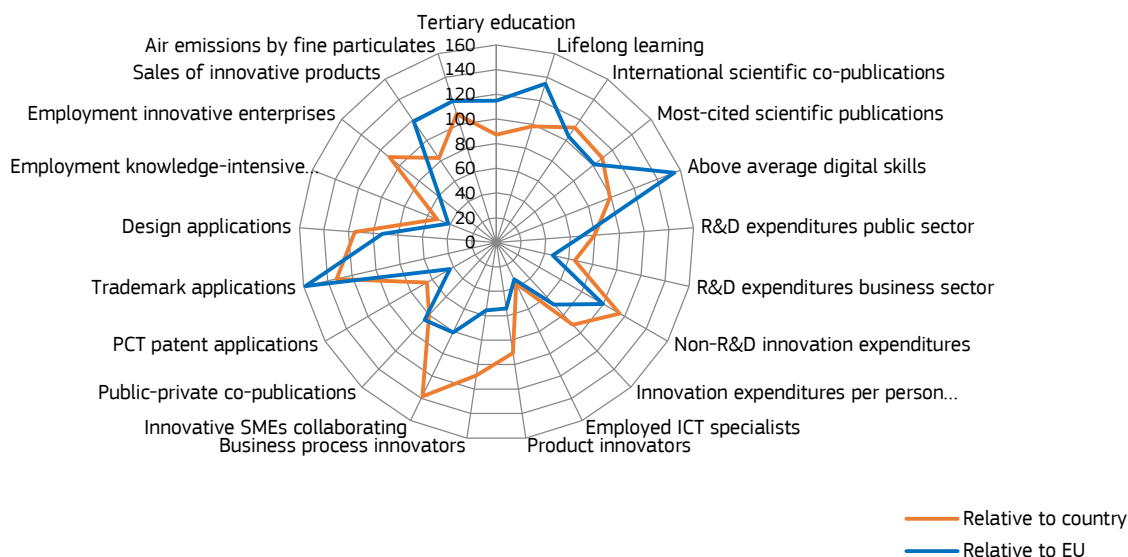 Tertiary education
Lifelong learning
International scientific co-publications
Most-cited scientific publications
Above average digital skills
R&D expenditures public sector
R&D expenditures business sector
Non-R&D innovation expenditures
Innovation expenditures per person...
Employed ICT specialists
Product innovators
Business process innovators
Innovative SMEs collaborating
Public-private co-publications
PCT patent applications
Trademark applications
Design applications
Employment knowledge-intensive...
Employment innovative enterprises
Sales of innovative products
Air emissions by fine particulates
160
140
120
100
80
60
40
20
0
Relative to country
Relative to EU